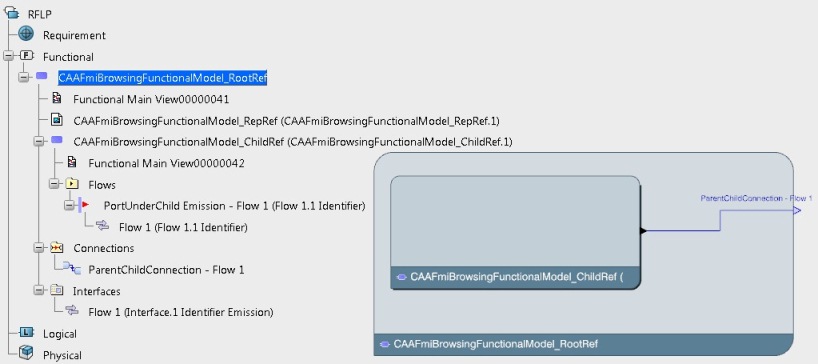 RFLP
Requirement
Functional
CAAFmiBrowsingFunctionalModel_RootRef
Functional Main View00000041
CAAFmiBrowsingFunctionalModel_RepRef (CAAFmiBrowsingFunctionalModel_RepRef.1)
CAAFmiBrowsingFunctionalModel_ChildRef (CAAFmiBrowsingFunctionalModel_ChildRef.1)
Functional Main View00000042
Flows
PortUnderChild Emission - Flow 1 (Flow 1.1 Identifier)
Flow 1 (Flow 1.1 Identifier)
Connections
ParentChildConnection - Flow 1
Interfaces
Flow 1 (Interface.1 Identifier Emission)
Logical
Physical
ParentChildConnection - Flow 1
CAAFmiBrowsingFunctionalModel_ChildRef (
CAAFmiBrowsingFunctionalModel_RootRef